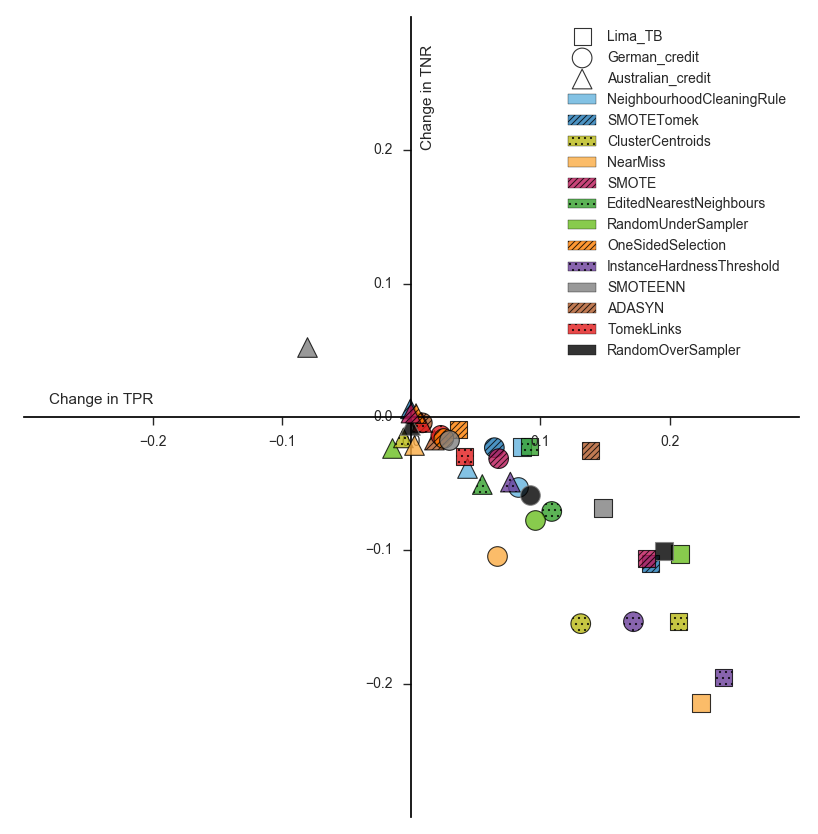 Change in TNR
Lima_TB
German_credit
Australian_credit
NeighbourhoodCleaningRule
SMOTETomek
ClusterCentroids
NearMiss
SMOTE
EditedNearestNeighbours
RandomUnderSampler
OneSidedSelection
InstanceHardnessThreshold
SMOTEENN
ADASYN
TomekLinks
RandomOverSampler
0.2
0.1
Change in TPR
0.0
−0.2 −0.1 0.1 0.2
−0.1
−0.2